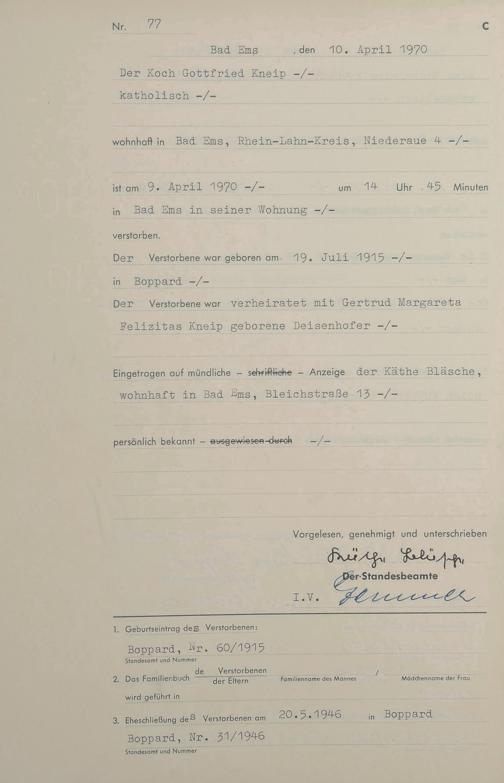 Nr. 77 C
Bad Ems , den 10. April 1970
Der Koch Gottfried Kneip -/-
katholisch -/-
wohnhaft in Bad Ems, Rhein-Lahn-Kreis, Niederaue 4 -/-
ist am 9. April 1970 -/- um 14 Uhr 45 Minuten
in Bad Ems in seiner Wohnung -/-
verstorben.
Der Verstorbene war geboren am 19. Juli 1915 -/-
in Boppard -/-
Der Verstorbene war verheiratet mit Gertrud Margareta
Felizitas Kneip geborene Deisenhofer -/-
Eingetragen auf mündliche – schriftliche – Anzeige der Käthe Bläsche,
wohnhaft in Bad Ems, Bleichstraße 13 -/-
persönlich bekannt – ausgewiesen durch -/-
Vorgelesen, genehmigt und unterschrieben
Käthe Bläsche
Der Standesbeamte
I.V.
1. Geburtseintrag des Verstorbenen:
Boppard, Nr. 60/1915
Standesamt und Nummer
2. Das Familienbuch de Verstorbenen / der Eltern Familienname des Mannes / Mädchenname der Frau
wird geführt in
3. Eheschließung des Verstorbenen am 20.5.1946 in Boppard
Boppard, Nr. 31/1946
Standesamt und Nummer